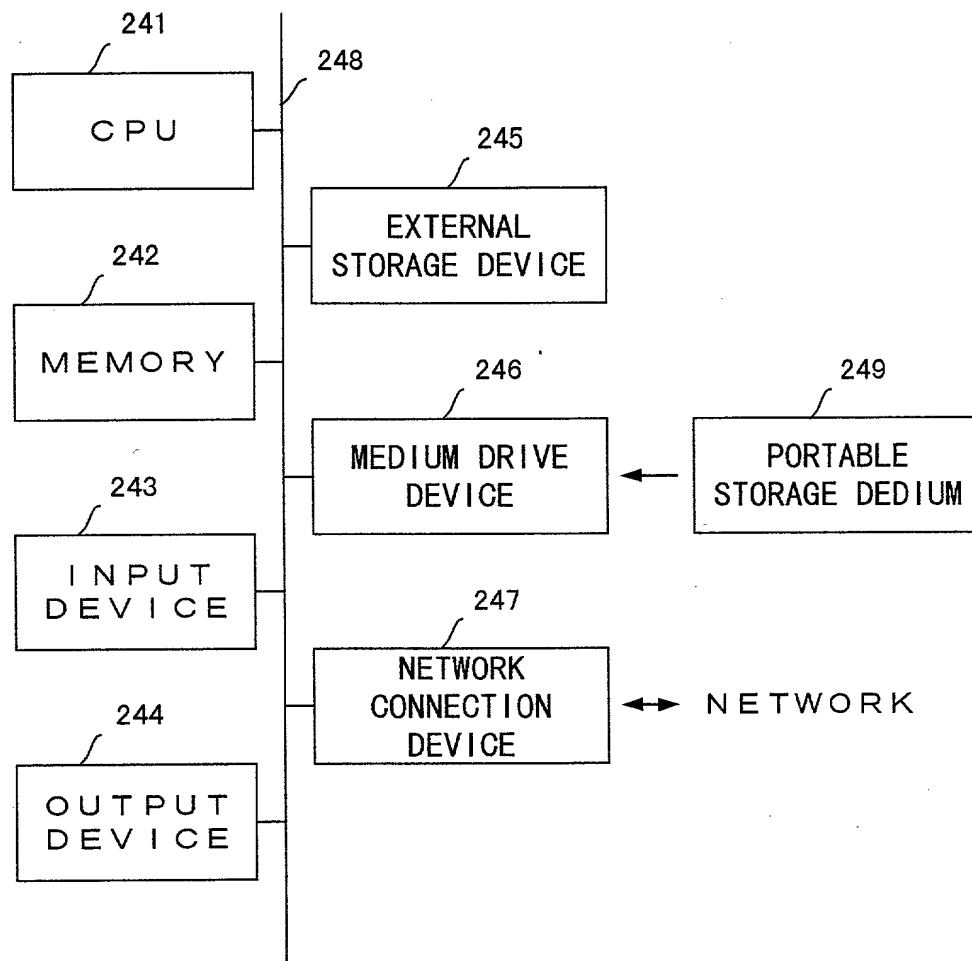 241
CPU
248
245
EXTERNAL
STORAGE DEVICE
242
MEMORY
246
MEDIUM DRIVE
DEVICE
249
PORTABLE
STORAGE DEDIUM
243
INPUT
DEVICE
247
NETWORK
CONNECTION
DEVICE
NETWORK
244
OUTPUT
DEVICE